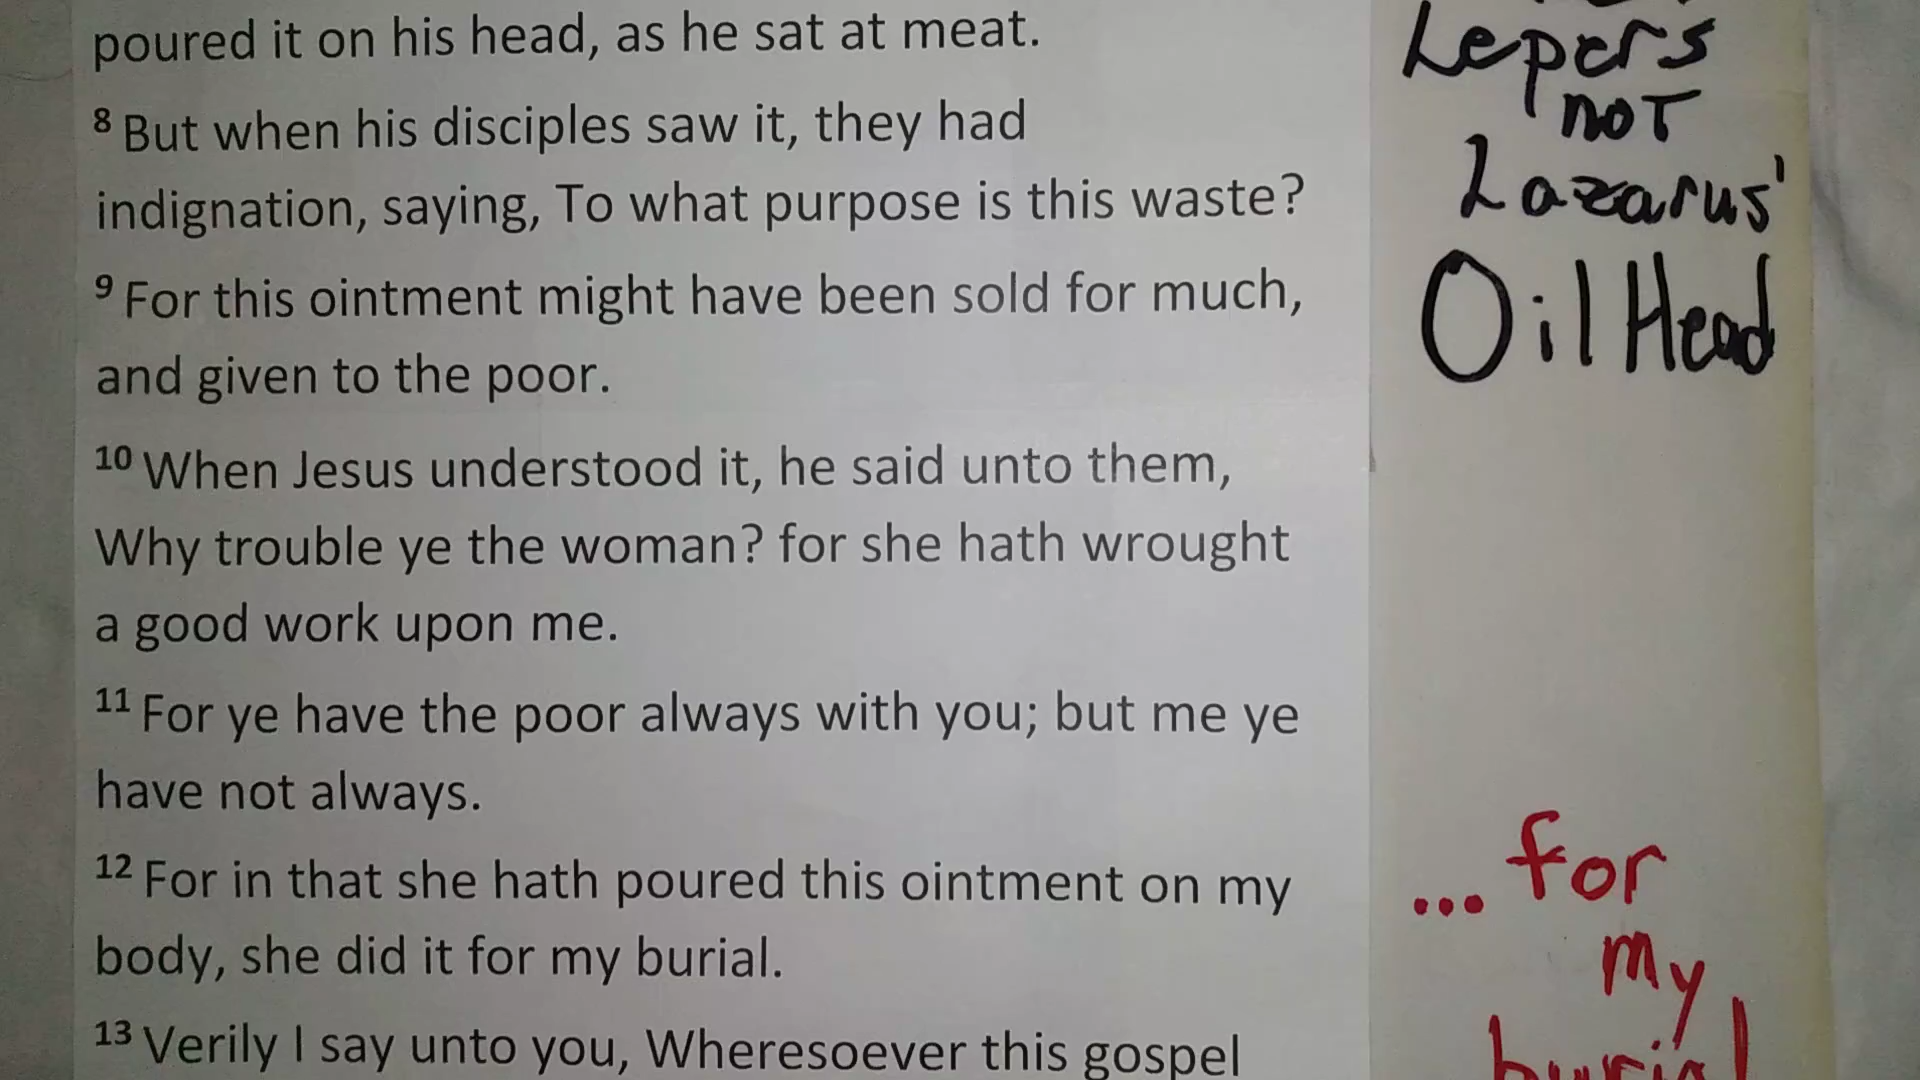 poured it on his head, as he sat at meat.
8 But when his disciples saw it, they had
indignation, saying, To what purpose is this waste?
9 For this ointment might have been sold for much,
and given to the poor.
10 When Jesus understood it, he said unto them,
Why trouble ye the woman? for she hath wrought
a good work upon me.
11 For ye have the poor always with you; but me ye
have not always.
12 For in that she hath poured this ointment on my
body, she did it for my burial.
13 Verily I say unto you, Wheresoever this gospel
Lepers
not
Lazarus'
Oil Head
... for
my
burial